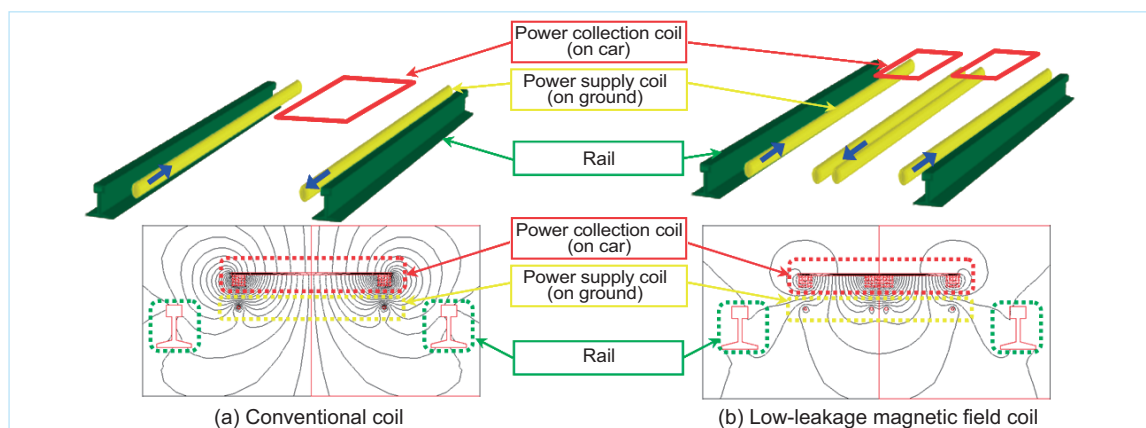 Power collection coil
(on car)
Power supply coil
(on ground)
Rail
Power collection coil
(on car)
Power supply coil
(on ground)
Rail
(a) Conventional coil
(b) Low-leakage magnetic field coil